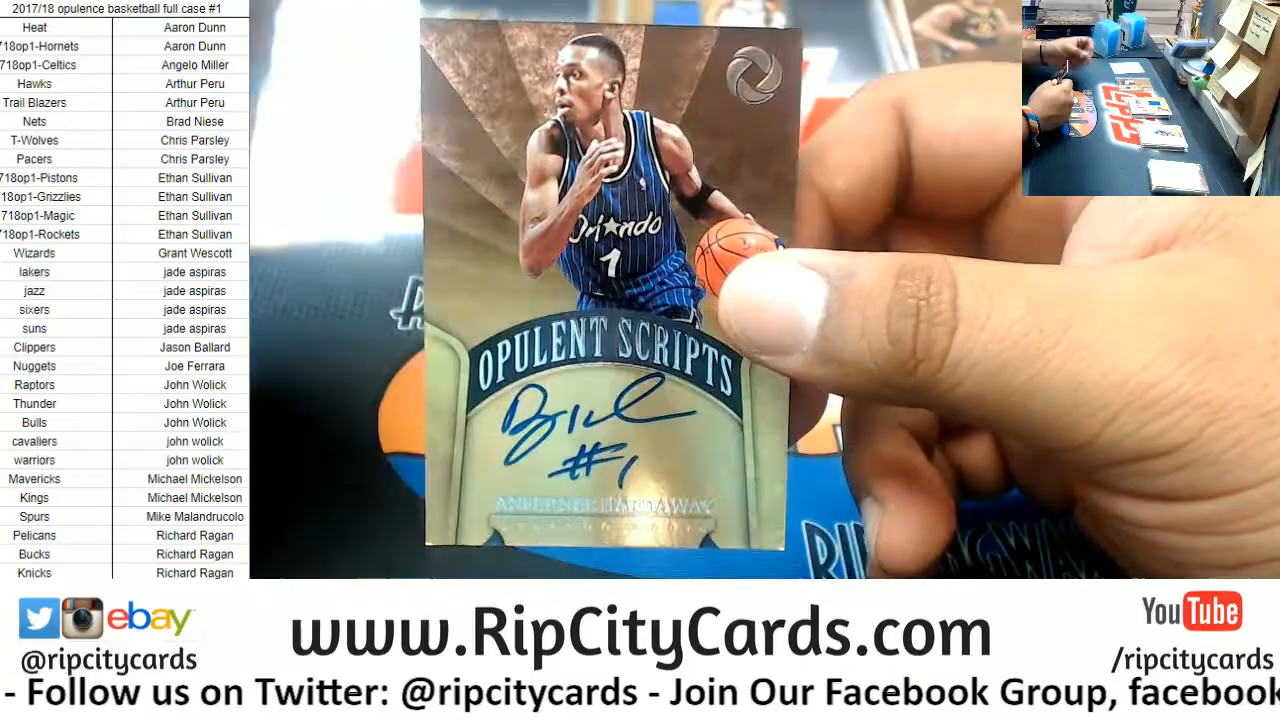 2017/18 opulence basketball full case #1
Heat Aaron Dunn
718op1-Hornets Aaron Dunn
718op1-Celtics Angelo Miller
Hawks Arthur Peru
Trail Blazers Arthur Peru
Nets Brad Niese
T-Wolves Chris Parsley
Pacers Chris Parsley
718op1-Pistons Ethan Sullivan
18op1-Grizzlies Ethan Sullivan
718op1-Magic Ethan Sullivan
718op1-Rockets Ethan Sullivan
Wizards Grant Wescott
lakers jade aspiras
jazz jade aspiras
sixers jade aspiras
suns jade aspiras
Clippers Jason Ballard
Nuggets Joe Ferrara
Raptors John Wolick
Thunder John Wolick
Bulls John Wolick
cavaliers john wolick
warriors john wolick
Mavericks Michael Mickelson
Kings Michael Mickelson
Spurs Mike Malandrucolo
Pelicans Richard Ragan
Bucks Richard Ragan
Knicks Richard Ragan
Orlando
1
OPULENT SCRIPTS
#1
ANFERNEE HARDAWAY
ebay
@ripcitycards
www.RipCityCards.com
YouTube
/ripcitycards
- Follow us on Twitter: @ripcitycards - Join Our Facebook Group, facebook